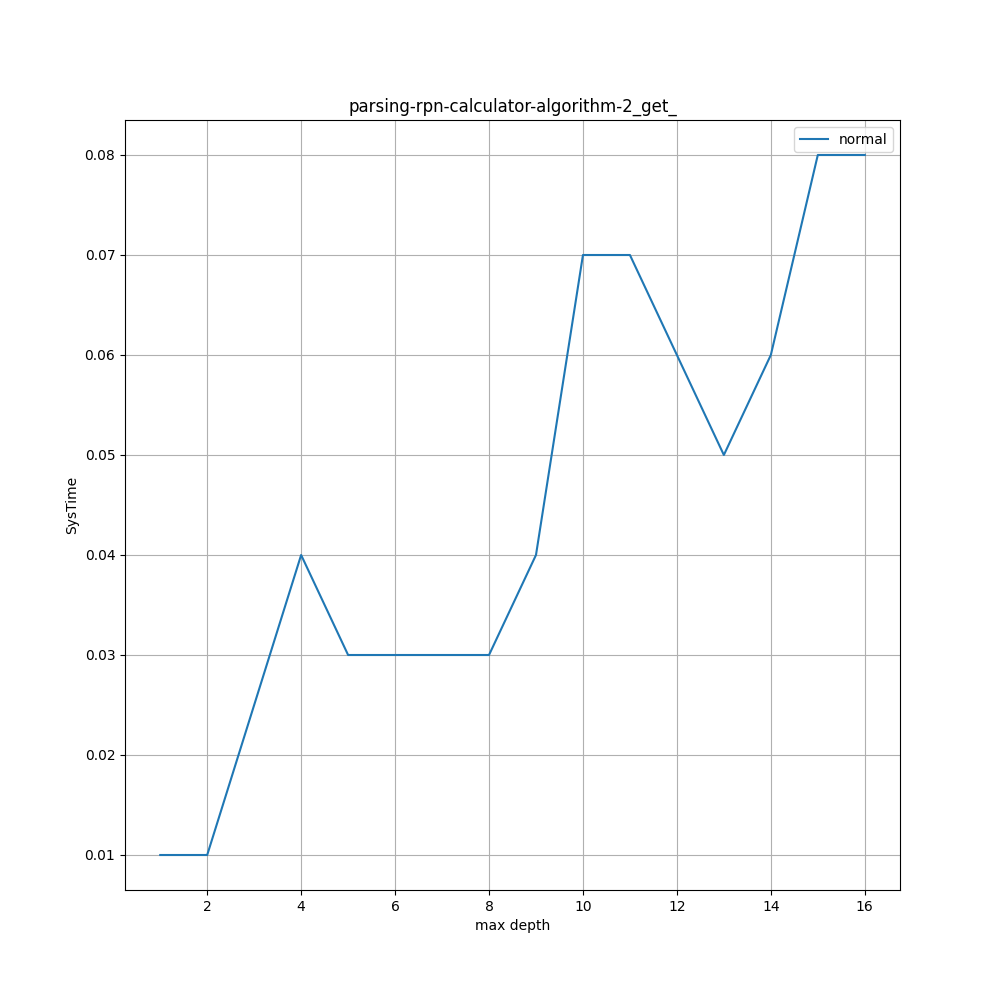 parsing-rpn-calculator-algorithm-2_get_
normal
0.08
0.07
0.06
0.05
0.04
0.03
0.02
0.01
SysTime
2 4 6 8 10 12 14 16
max depth